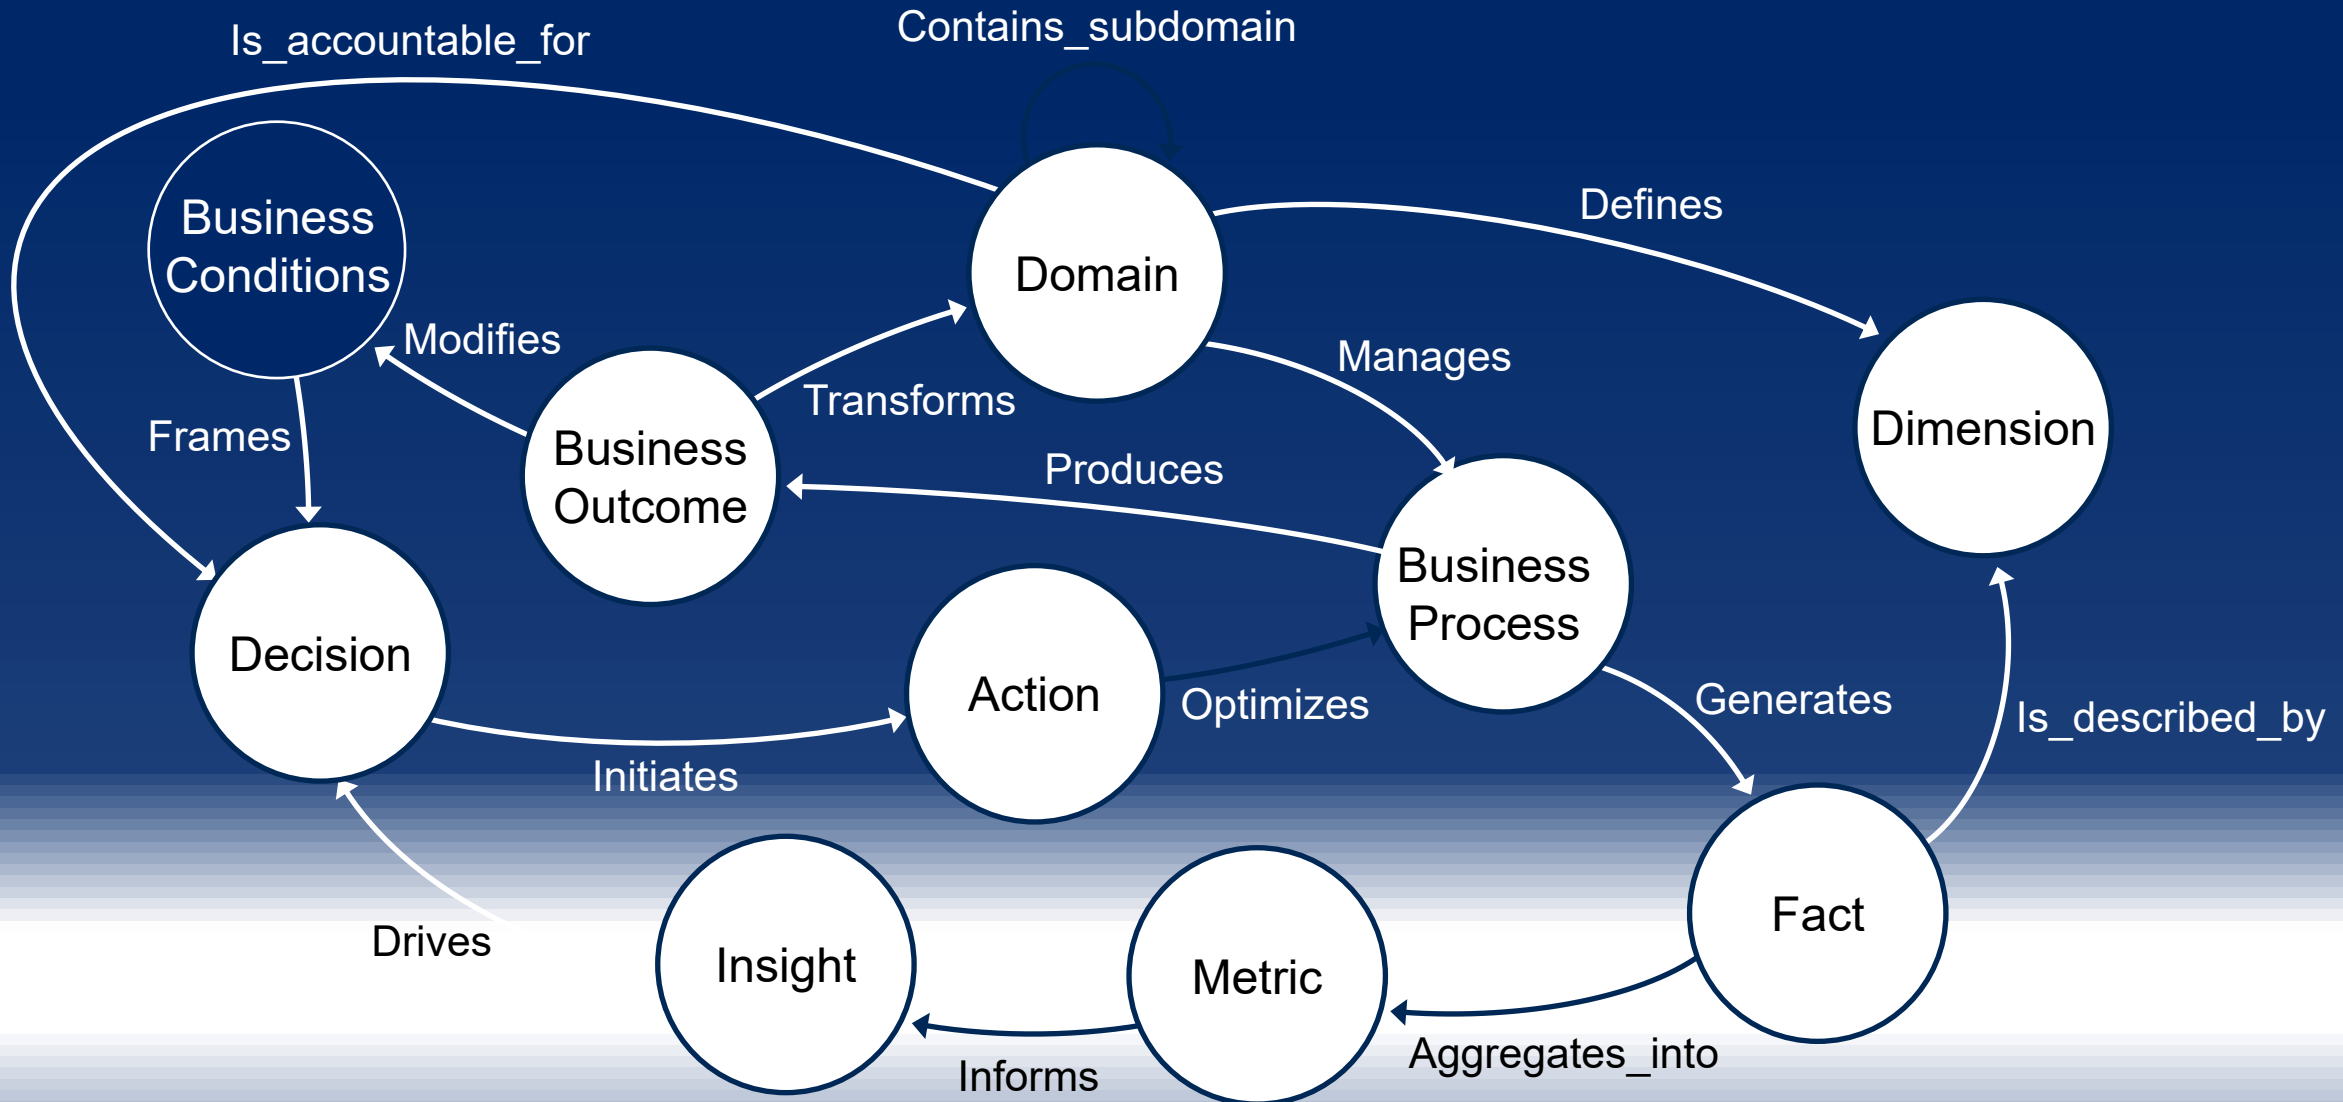 Contains_subdomain
Is_accountable_for
Business
Conditions
Domain
Defines
Modifies
Transforms
Manages
Frames
Business
Outcome
Produces
Dimension
Business
Process
Decision
Action
Optimizes
Generates
Is_described_by
Initiates
Drives
Insight
Metric
Fact
Informs
Aggregates_into